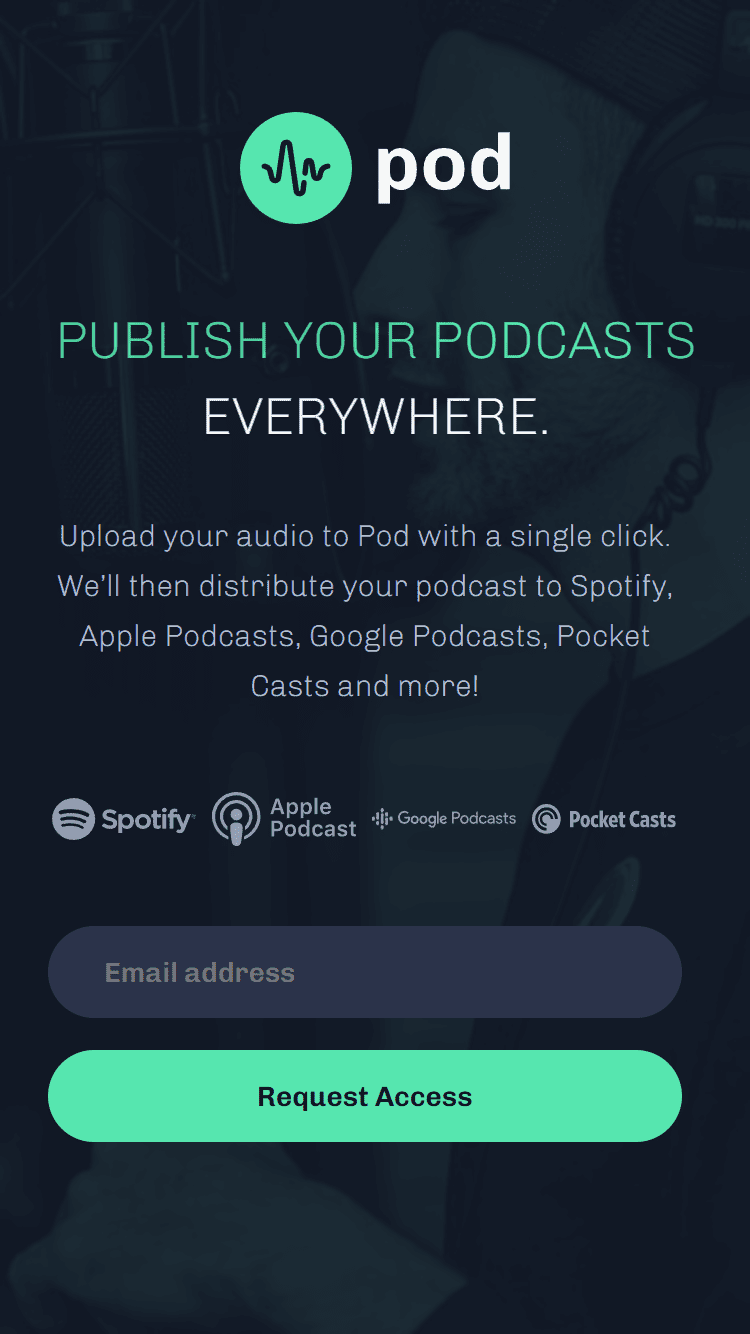 pod
PUBLISH YOUR PODCASTS
EVERYWHERE.
Upload your audio to Pod with a single click.
We’ll then distribute your podcast to Spotify,
Apple Podcasts, Google Podcasts, Pocket
Casts and more!
Spotify
Apple
Podcast
Google Podcasts
Pocket Casts
Email address
Request Access